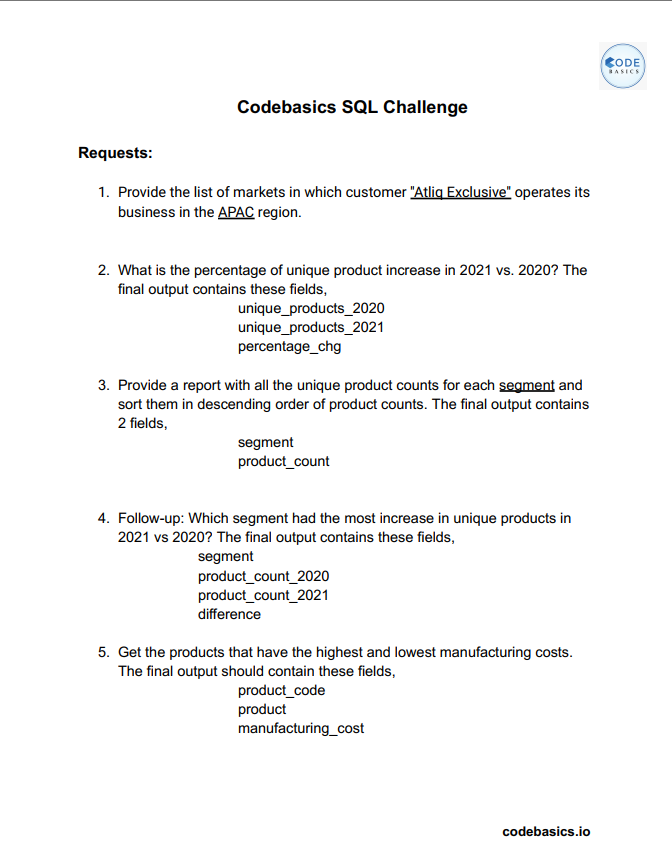 CODE
BASICS
Codebasics SQL Challenge
Requests:
1. Provide the list of markets in which customer "Atliq Exclusive" operates its
business in the APAC region.
2. What is the percentage of unique product increase in 2021 vs. 2020? The
final output contains these fields,
unique_products_2020
unique_products_2021
percentage_chg
3. Provide a report with all the unique product counts for each segment and
sort them in descending order of product counts. The final output contains
2 fields,
segment
product_count
4. Follow-up: Which segment had the most increase in unique products in
2021 vs 2020? The final output contains these fields,
segment
product_count_2020
product_count_2021
difference
5. Get the products that have the highest and lowest manufacturing costs.
The final output should contain these fields,
product_code
product
manufacturing_cost
codebasics.io